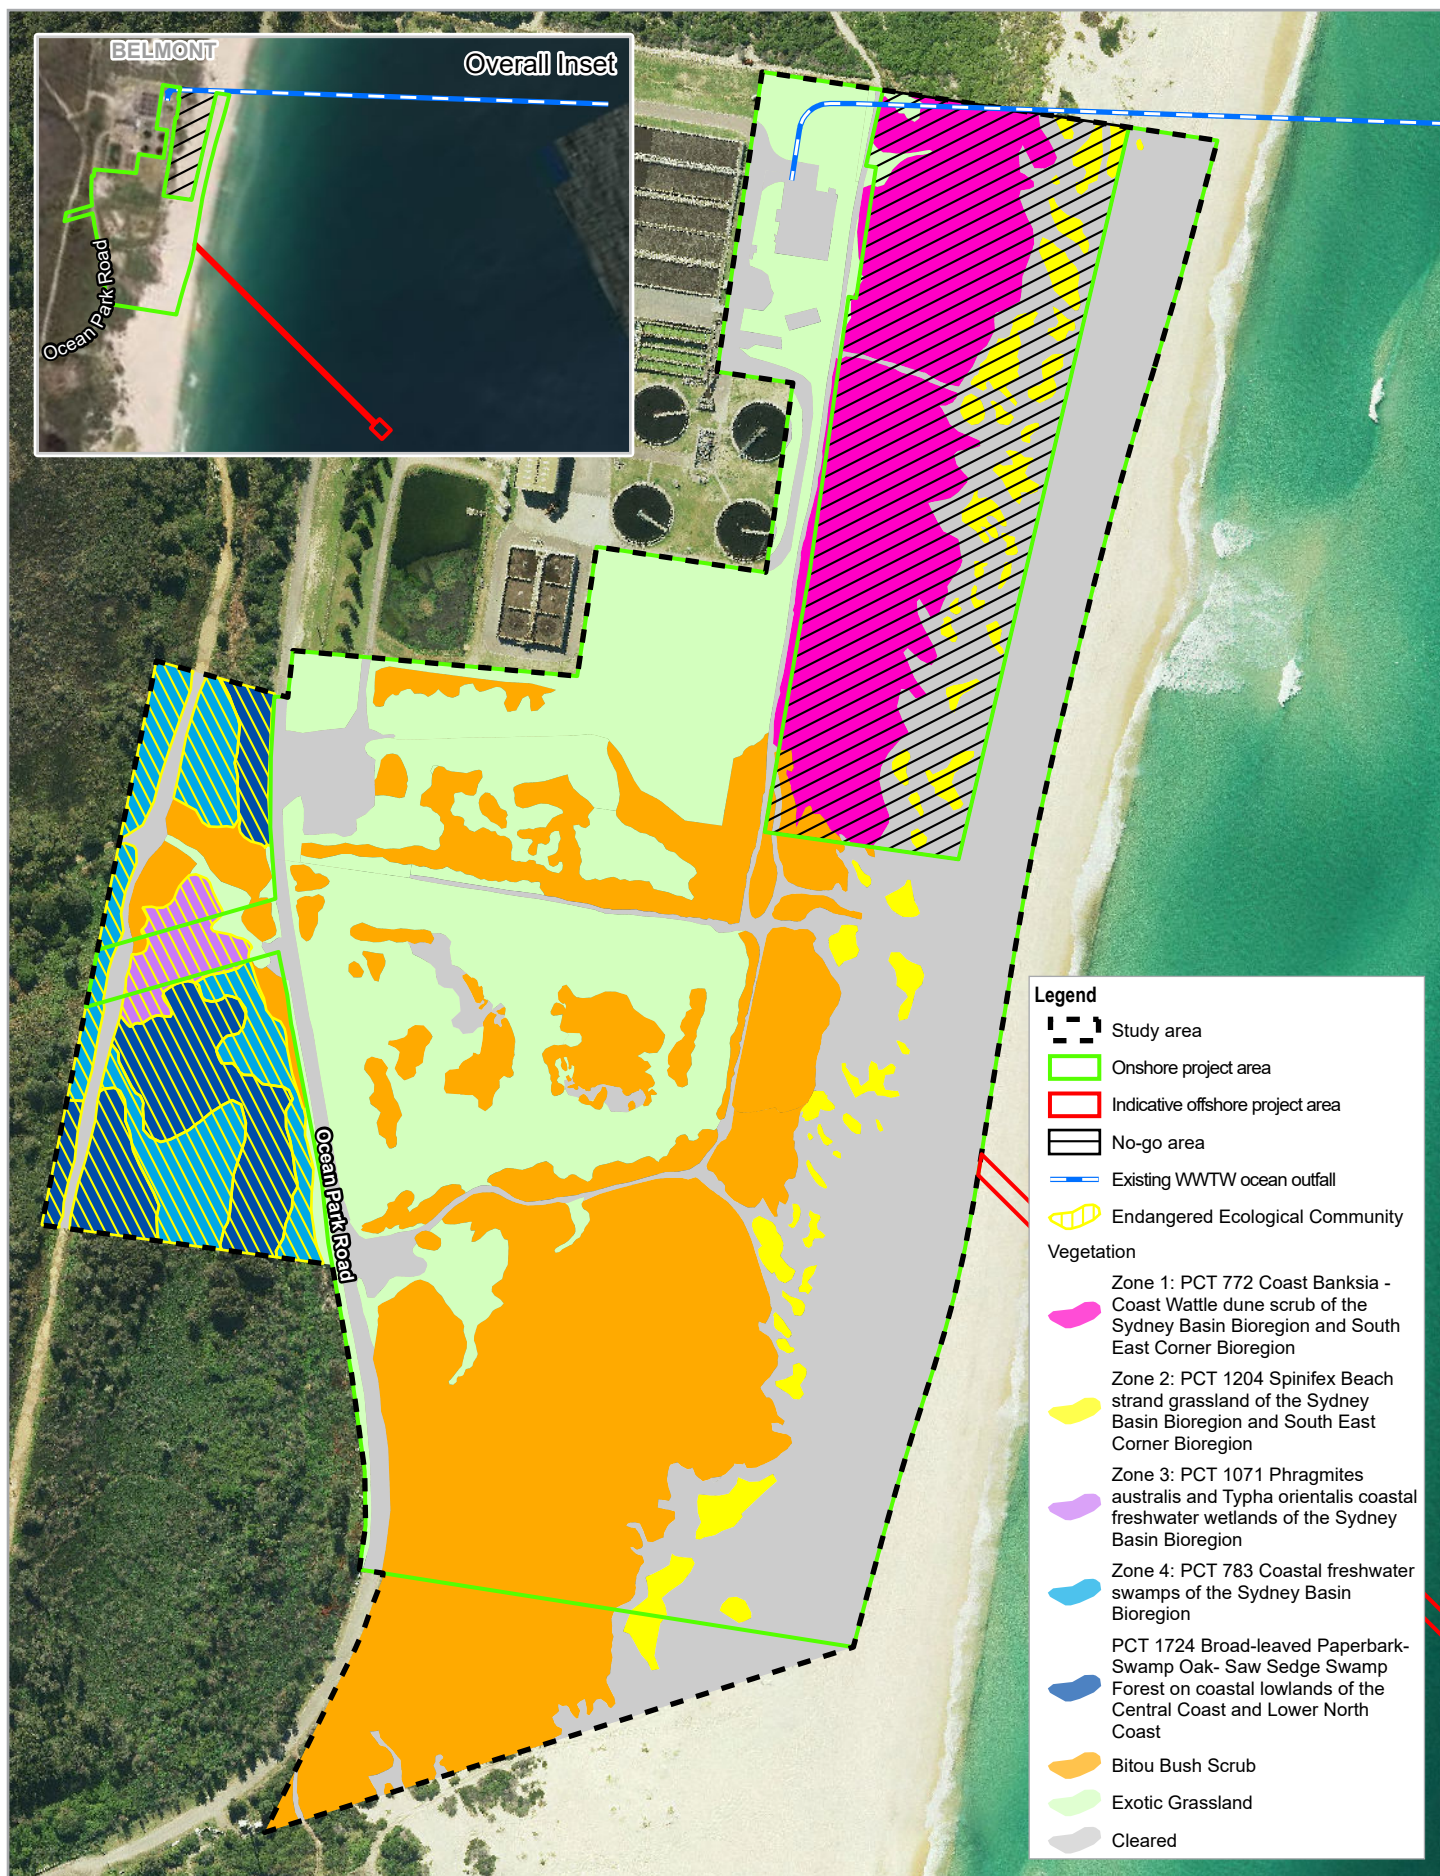 BELMONT
Overall Inset
Ocean Park Road
Ocean Park Road
Legend
Study area
Onshore project area
Indicative offshore project area
No-go area
Existing WWTW ocean outfall
Endangered Ecological Community
Vegetation
Zone 1: PCT 772 Coast Banksia -
Coast Wattle dune scrub of the
Sydney Basin Bioregion and South
East Corner Bioregion
Zone 2: PCT 1204 Spinifex Beach
strand grassland of the Sydney
Basin Bioregion and South East
Corner Bioregion
Zone 3: PCT 1071 Phragmites
australis and Typha orientalis coastal
freshwater wetlands of the Sydney
Basin Bioregion
Zone 4: PCT 783 Coastal freshwater
swamps of the Sydney Basin
Bioregion
PCT 1724 Broad-leaved Paperbark-
Swamp Oak- Saw Sedge Swamp
Forest on coastal lowlands of the
Central Coast and Lower North
Coast
Bitou Bush Scrub
Exotic Grassland
Cleared